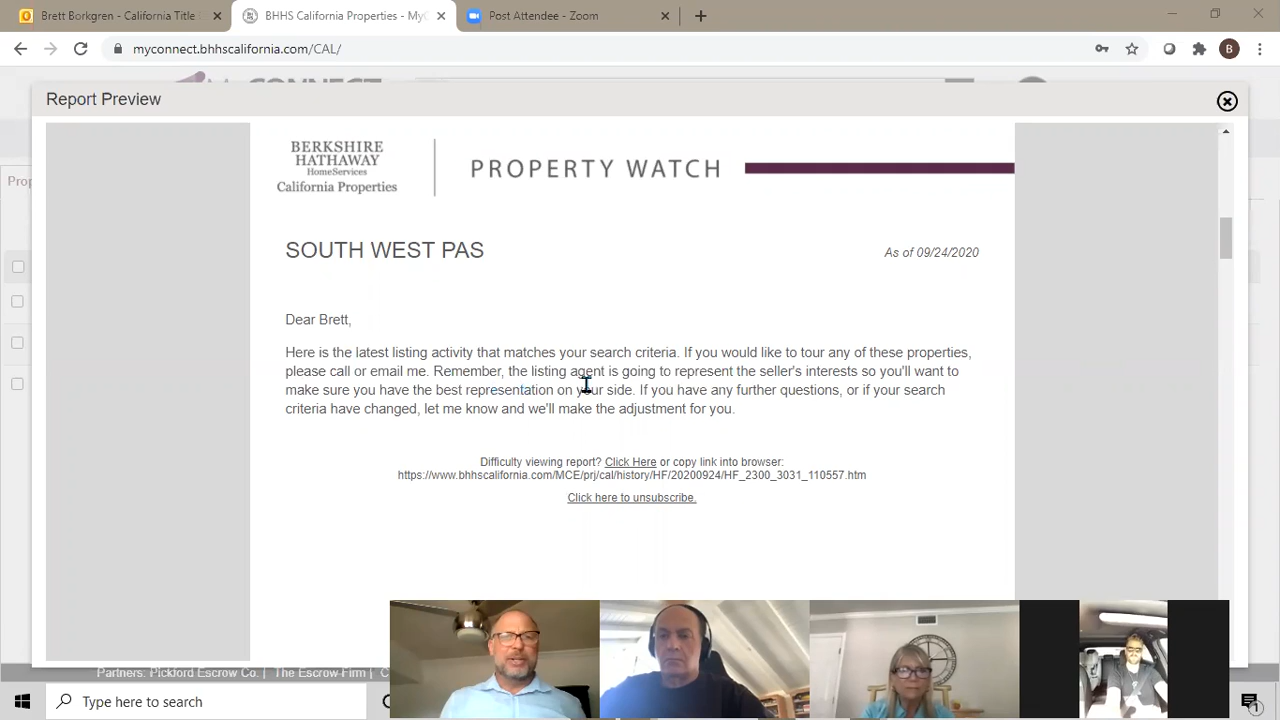 Brett Borkgren - California Title E
BHHS California Properties - MyC
Post Attendee - Zoom
myconnect.bhhscalifornia.com/CAL/
B
Report Preview
BERKSHIRE
HATHAWAY
HomeServices
California Properties
PROPERTY WATCH
Prop
SOUTH WEST PAS
As of 09/24/2020
Dear Brett,
Here is the latest listing activity that matches your search criteria. If you would like to tour any of these properties,
please call or email me. Remember, the listing agent is going to represent the seller's interests so you'll want to
make sure you have the best representation on your side. If you have any further questions, or if your search
criteria have changed, let me know and we'll make the adjustment for you.
Difficulty viewing report? Click Here or copy link into browser:
https://www.bhhscalifornia.com/MCE/prj/cal/history/HF/20200924/HF_2300_3031_110557.htm
Click here to unsubscribe.
Partners: Pickford Escrow Co. | The Escrow Firm | C
Type here to search
1